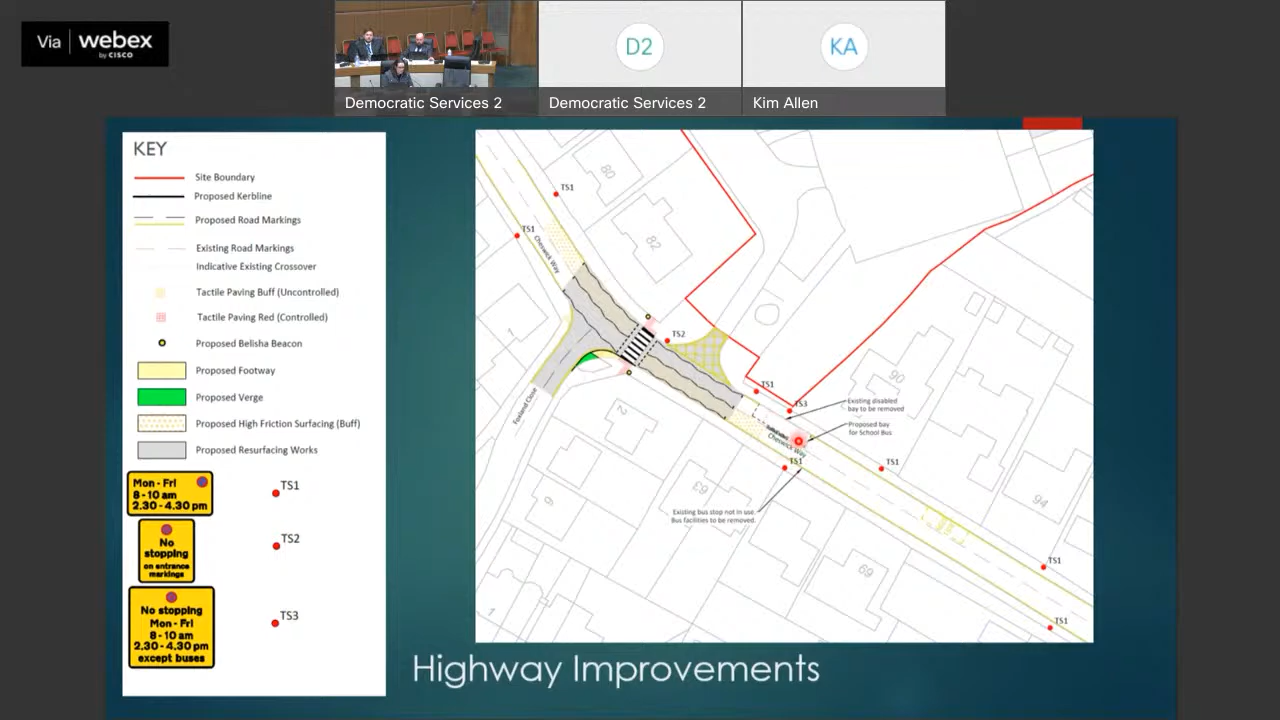 Via webex
by CISCO
Democratic Services 2
D2
Democratic Services 2
KA
Kim Allen
KEY
Site Boundary
Proposed Kerbline
Proposed Road Markings
Existing Road Markings
Indicative Existing Crossover
Tactile Paving Buff (Uncontrolled)
Tactile Paving Red (Controlled)
Proposed Belisha Beacon
Proposed Footway
Proposed Verge
Proposed High Friction Surfacing (Buff)
Proposed Resurfacing Works
Mon - Fri
8 - 10 am
2.30 - 4.30 pm
TS1
No
stopping
on entrance
markings
TS2
No stopping
Mon - Fri
8 - 10 am
2.30 - 4.30 pm
except buses
TS3
80
TS1
TS1
Cheswick Way
82
TS2
TS1
TS3
90
Existing disabled
bay to be removed
Proposed bay
for School Bus
Cheswick Way
TS1
TS1
94
2
63
Existing bus stop not in use.
Bus facilities to be removed.
69
TS1
TS1
Highway Improvements